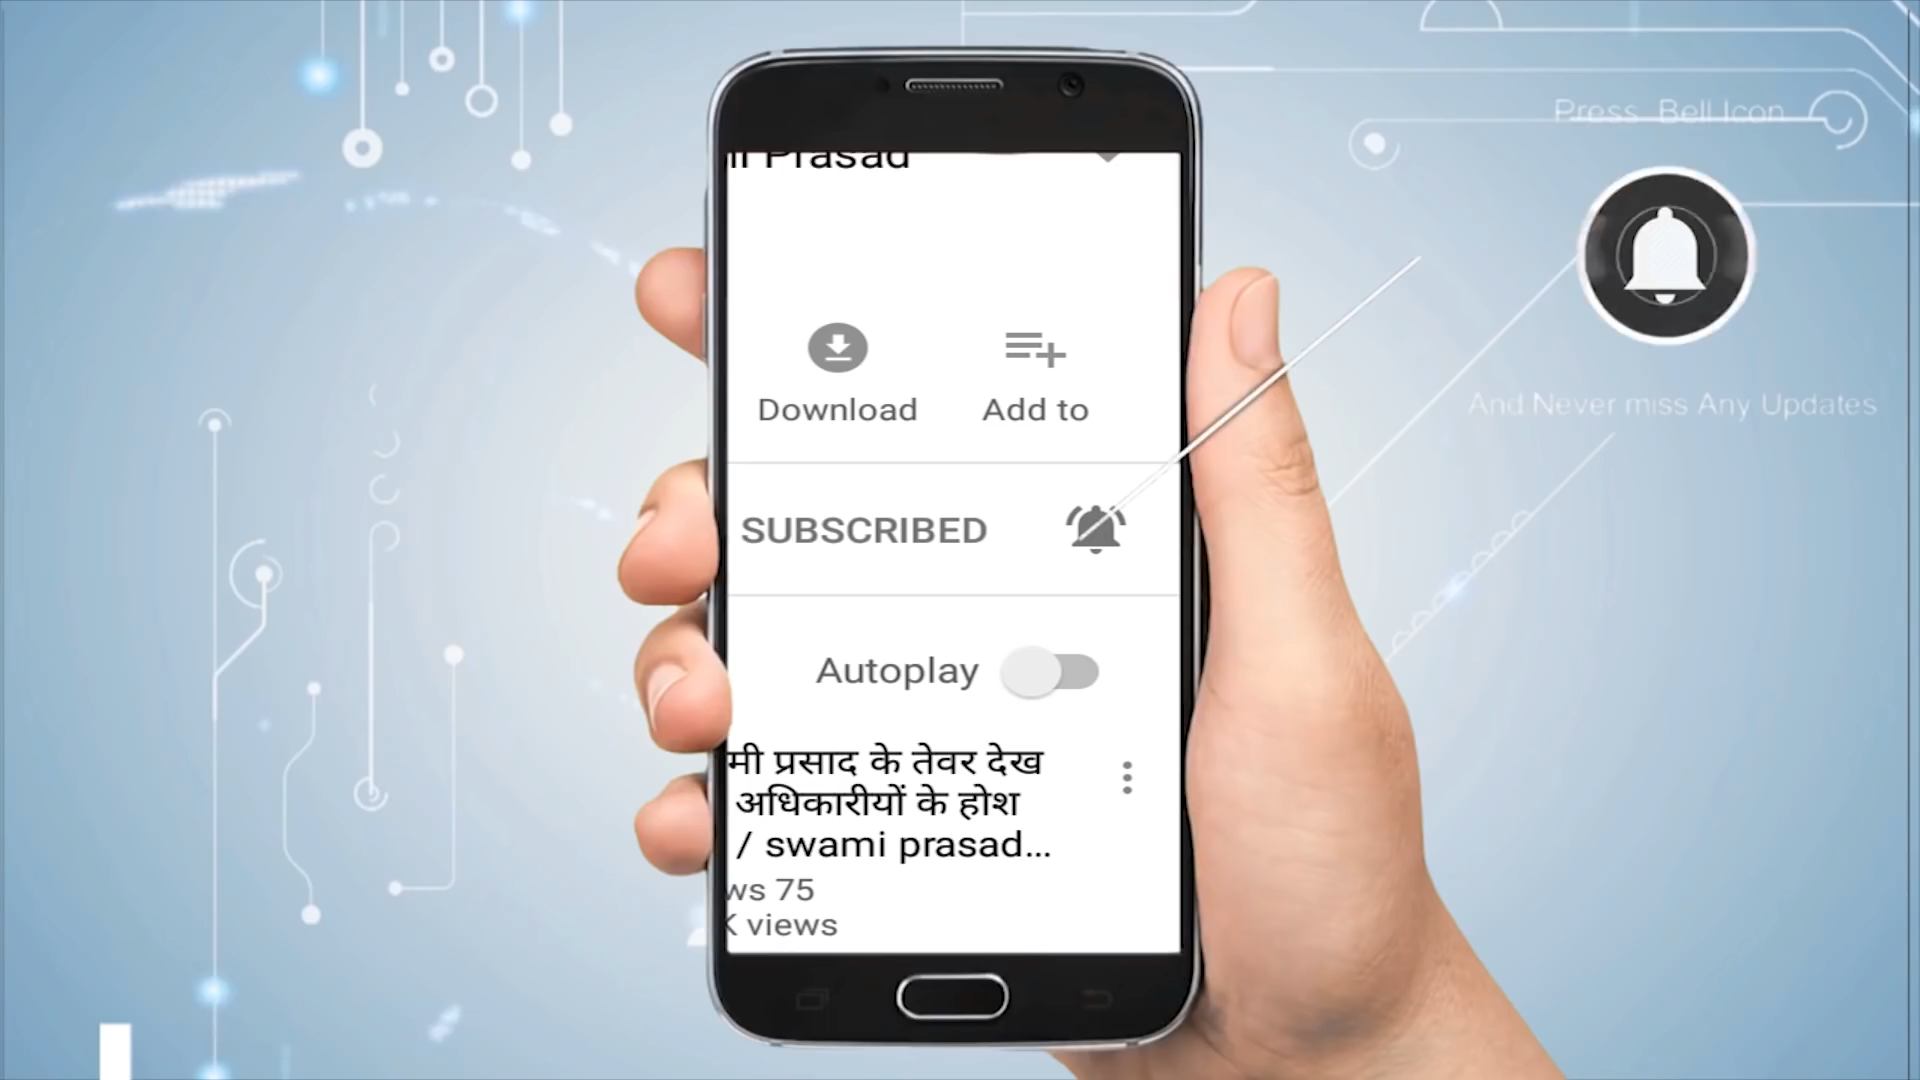 Prasad
Press Bell Icon
Download
Add to
And Never miss Any Updates
SUBSCRIBED
Autoplay
मी प्रसाद के तेवर देख
अधिकारीयों के होश
/ swami prasad...
ws 75
K views